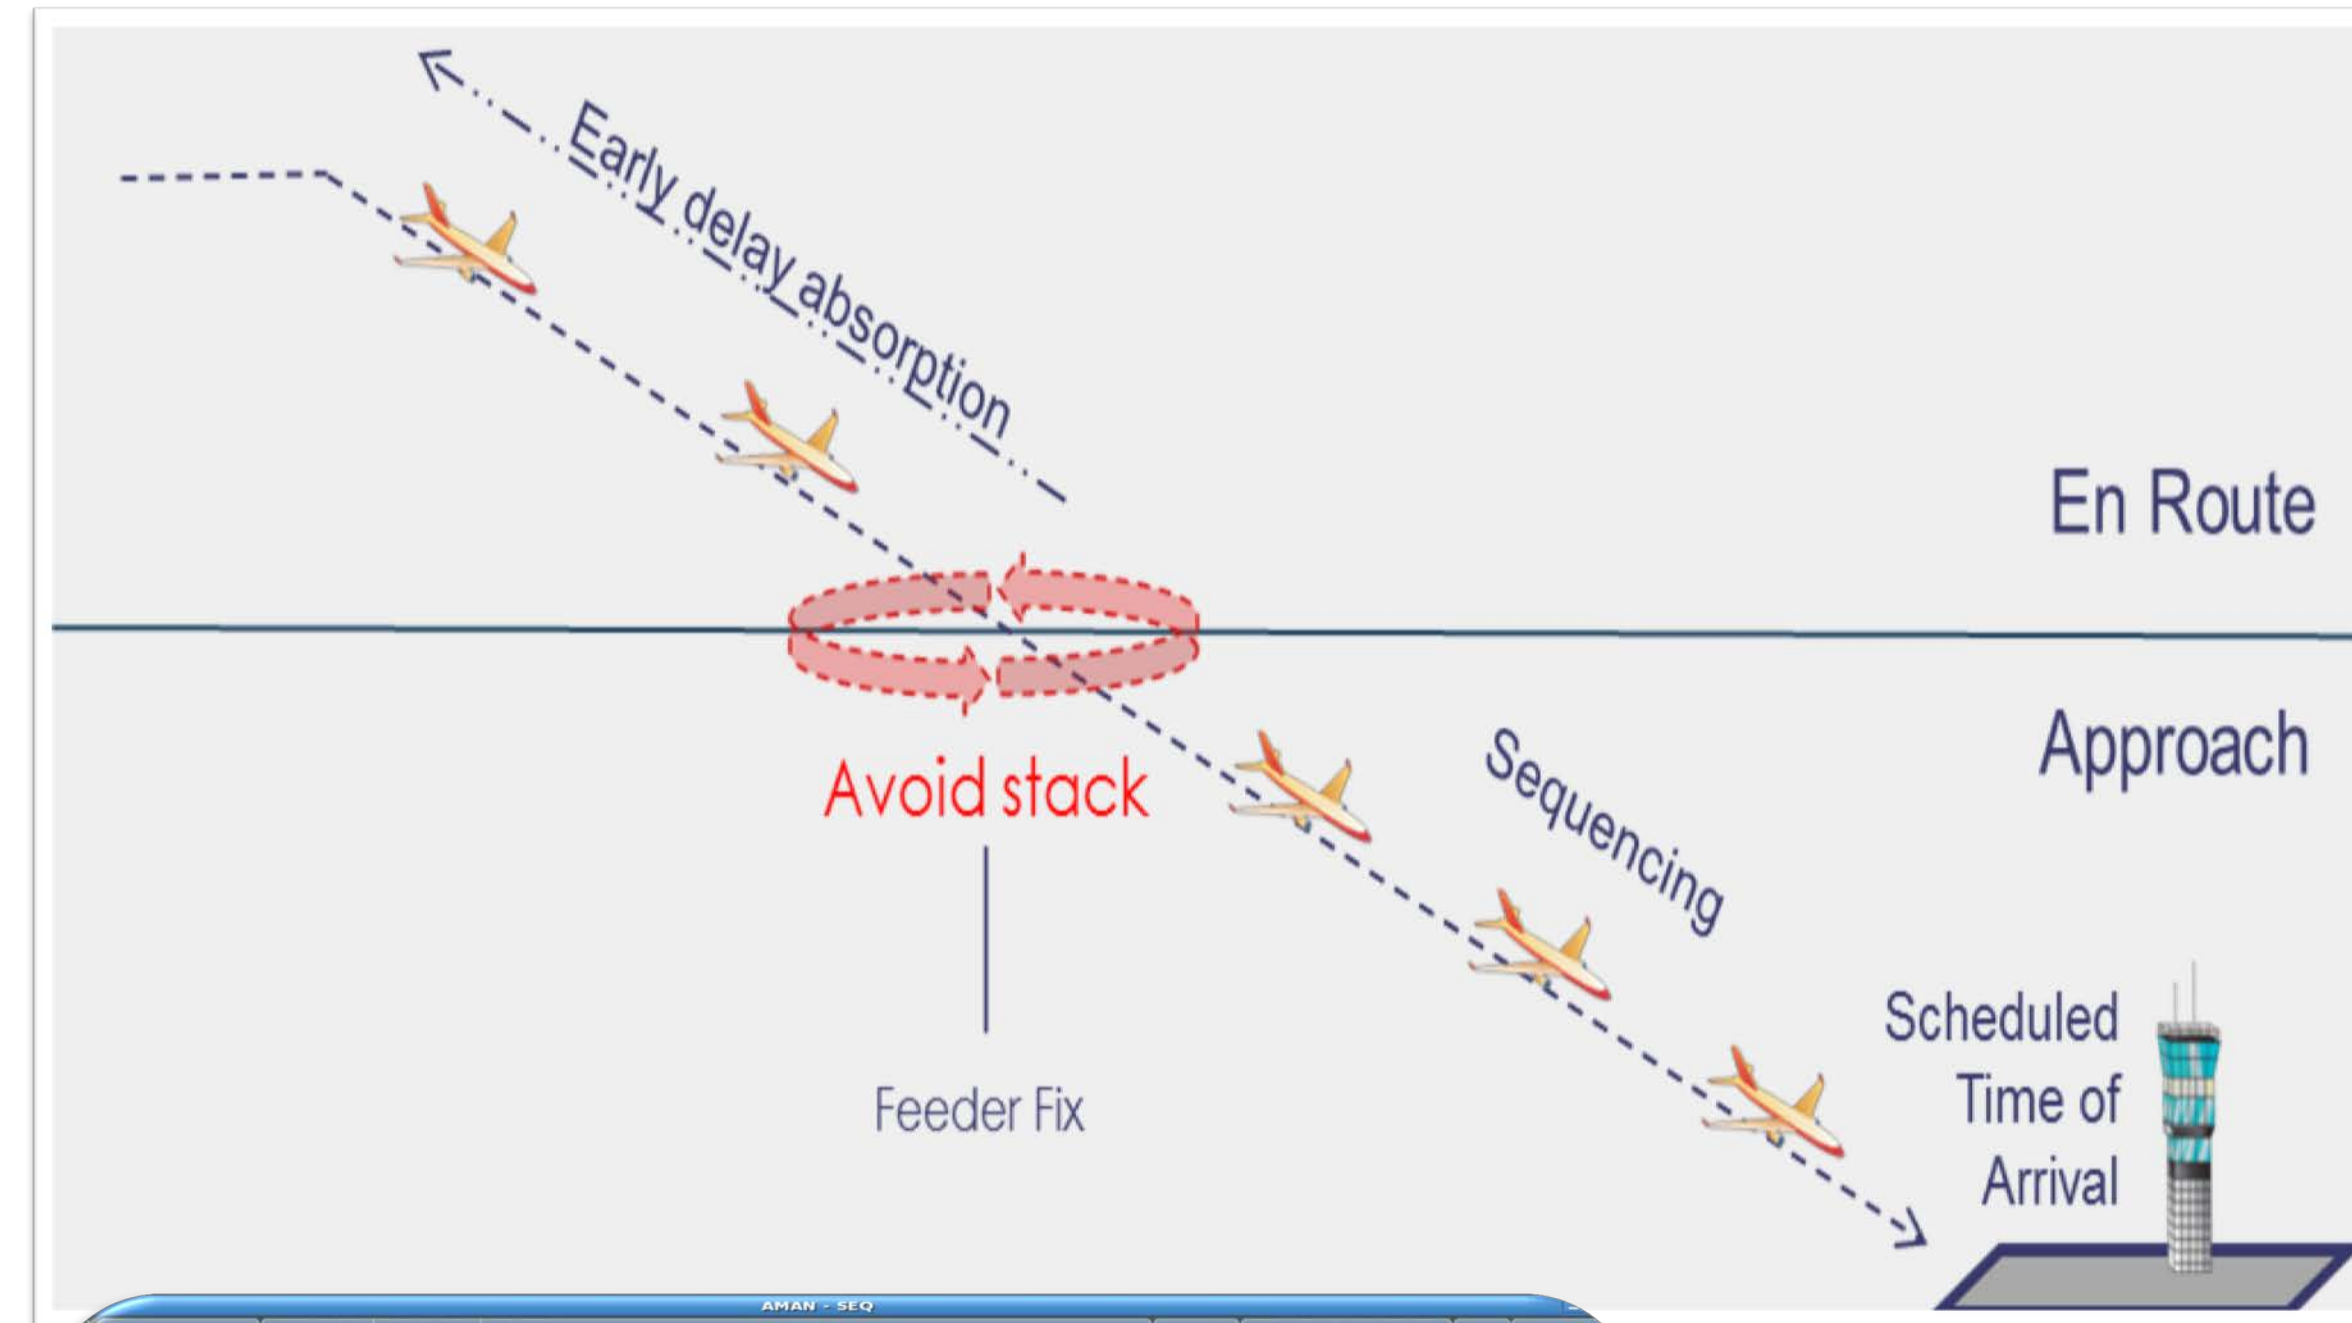 Early delay absorption
En Route
Approach
Avoid stack
Sequencing
Feeder Fix
Scheduled
Time of
Arrival
AMAN - SEQ